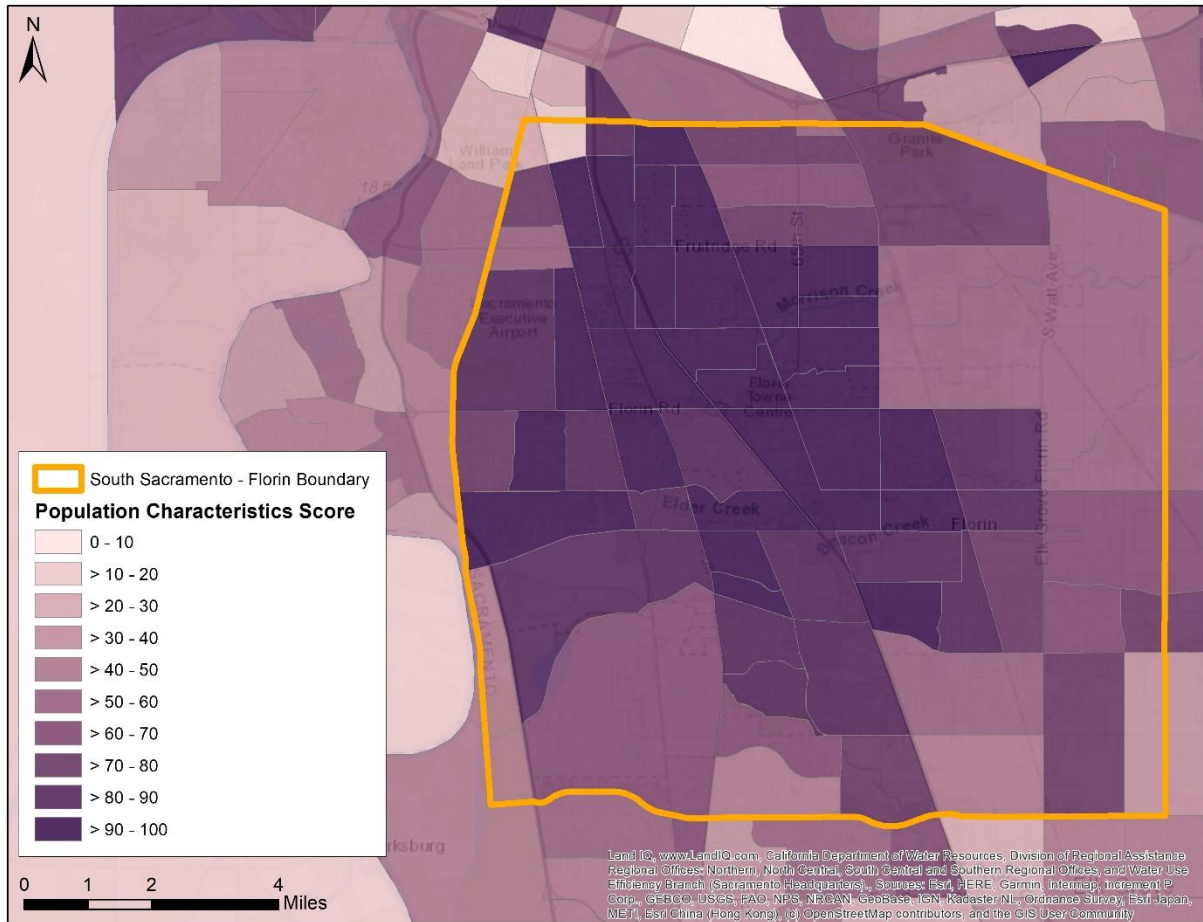 N
William
Land Park
Granite
Park
18 ft
65th St
Fruitridge Rd
Morrison Creek
S Watt Ave
Sacramento
Executive
Airport
Florin
Towne
Centre
Florin Rd
Elder Creek
Beacon Creek
Florin
Elk Grove Florin Rd
SACRAMENTO
rksburg
South Sacramento - Florin Boundary
Population Characteristics Score
0 - 10
> 10 - 20
> 20 - 30
> 30 - 40
> 40 - 50
> 50 - 60
> 60 - 70
> 70 - 80
> 80 - 90
> 90 - 100
0 1 2 4
Miles
Land IQ, www.LandIQ.com, California Department of Water Resources, Division of Regional Assistance
Regional Offices: Northern, North Central, South Central and Southern Regional Offices, and Water Use
Efficiency Branch (Sacramento Headquarters)., Sources: Esri, HERE, Garmin, Intermap, increment P
Corp., GEBCO, USGS, FAO, NPS, NRCAN, GeoBase, IGN, Kadaster NL, Ordnance Survey, Esri Japan,
METI, Esri China (Hong Kong), (c) OpenStreetMap contributors, and the GIS User Community